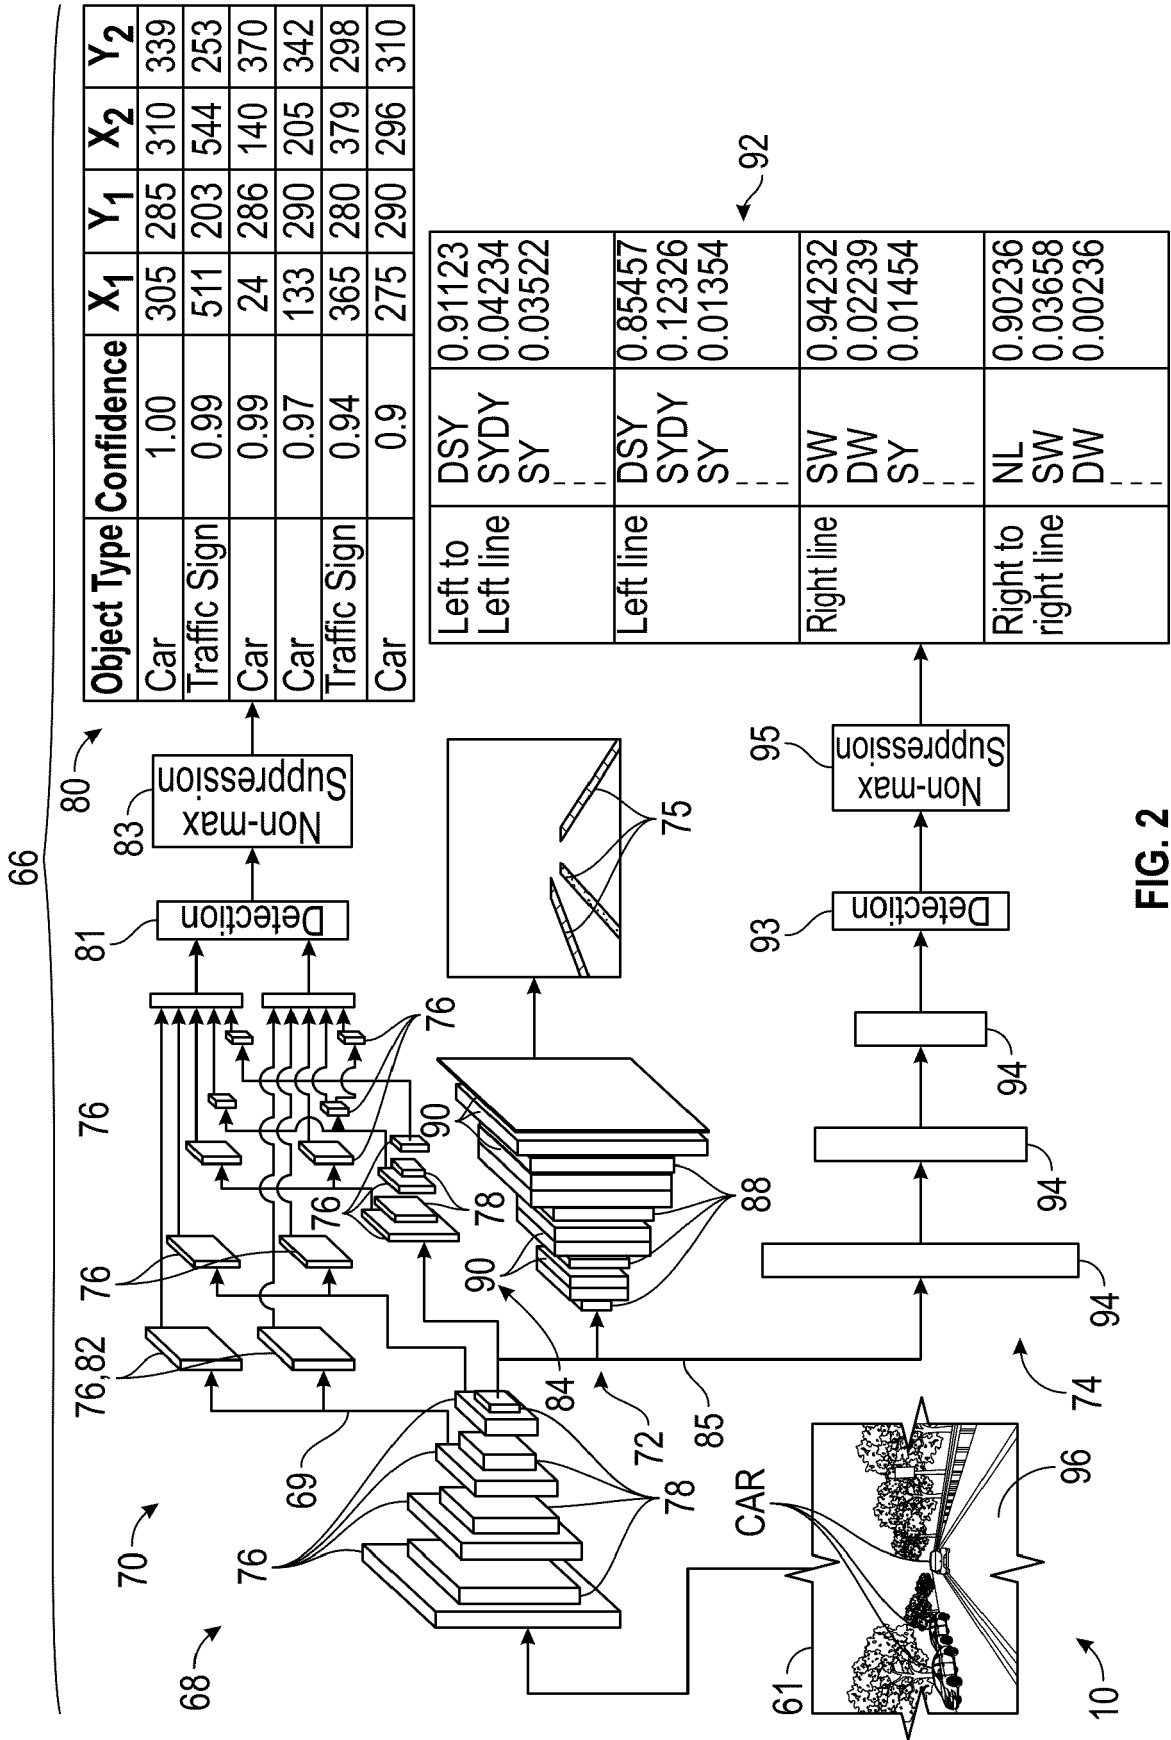 66
70
68
69
76
76,82
76
76
76
76
78
78
81
Detection
83
Non-max
Suppression
80
Object Type Confidence X1 Y1 X2 Y2
Car 1.00 305 285 310 339
Traffic Sign 0.99 511 203 544 253
Car 0.99 24 286 140 370
Car 0.97 133 290 205 342
Traffic Sign 0.94 365 280 379 298
Car 0.9 275 290 296 310
72
84
85
90
90
88
75
61
CAR
96
10
74
94
94
94
93
Detection
95
Non-max
Suppression
92
Left to DSY 0.91123
Left line SYDY 0.04234
SY 0.03522
_ _ _
Left line DSY 0.85457
SYDY 0.12326
SY 0.01354
_ _ _
Right line SW 0.94232
DW 0.02239
SY 0.01454
_ _ _
Right to NL 0.90236
right line SW 0.03658
DW 0.00236
_ _ _
FIG. 2